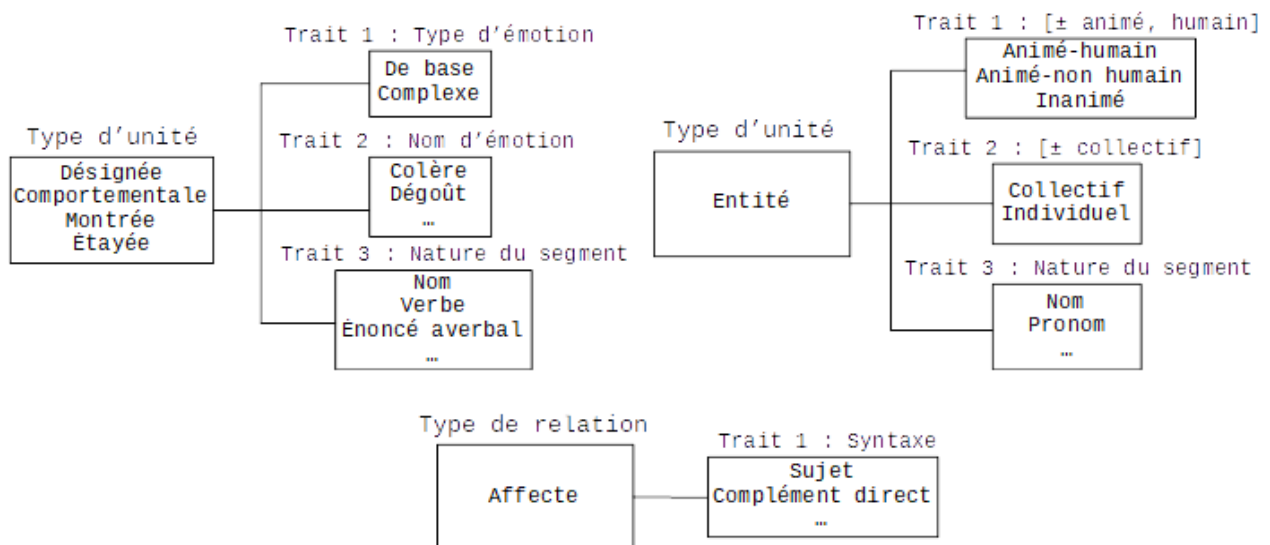 Trait 1 : Type d'émotion
De base
Complexe
Type d'unité
Désignée
Comportementale
Montrée
Étayée
Trait 2 : Nom d'émotion
Colère
Dégoût
…
Trait 3 : Nature du segment
Nom
Verbe
Énoncé averbal
…
Trait 1 : [± animé, humain]
Animé-humain
Animé-non humain
Inanimé
Type d'unité
Entité
Trait 2 : [± collectif]
Collectif
Individuel
Trait 3 : Nature du segment
Nom
Pronom
…
Type de relation
Affecte
Trait 1 : Syntaxe
Sujet
Complément direct
…